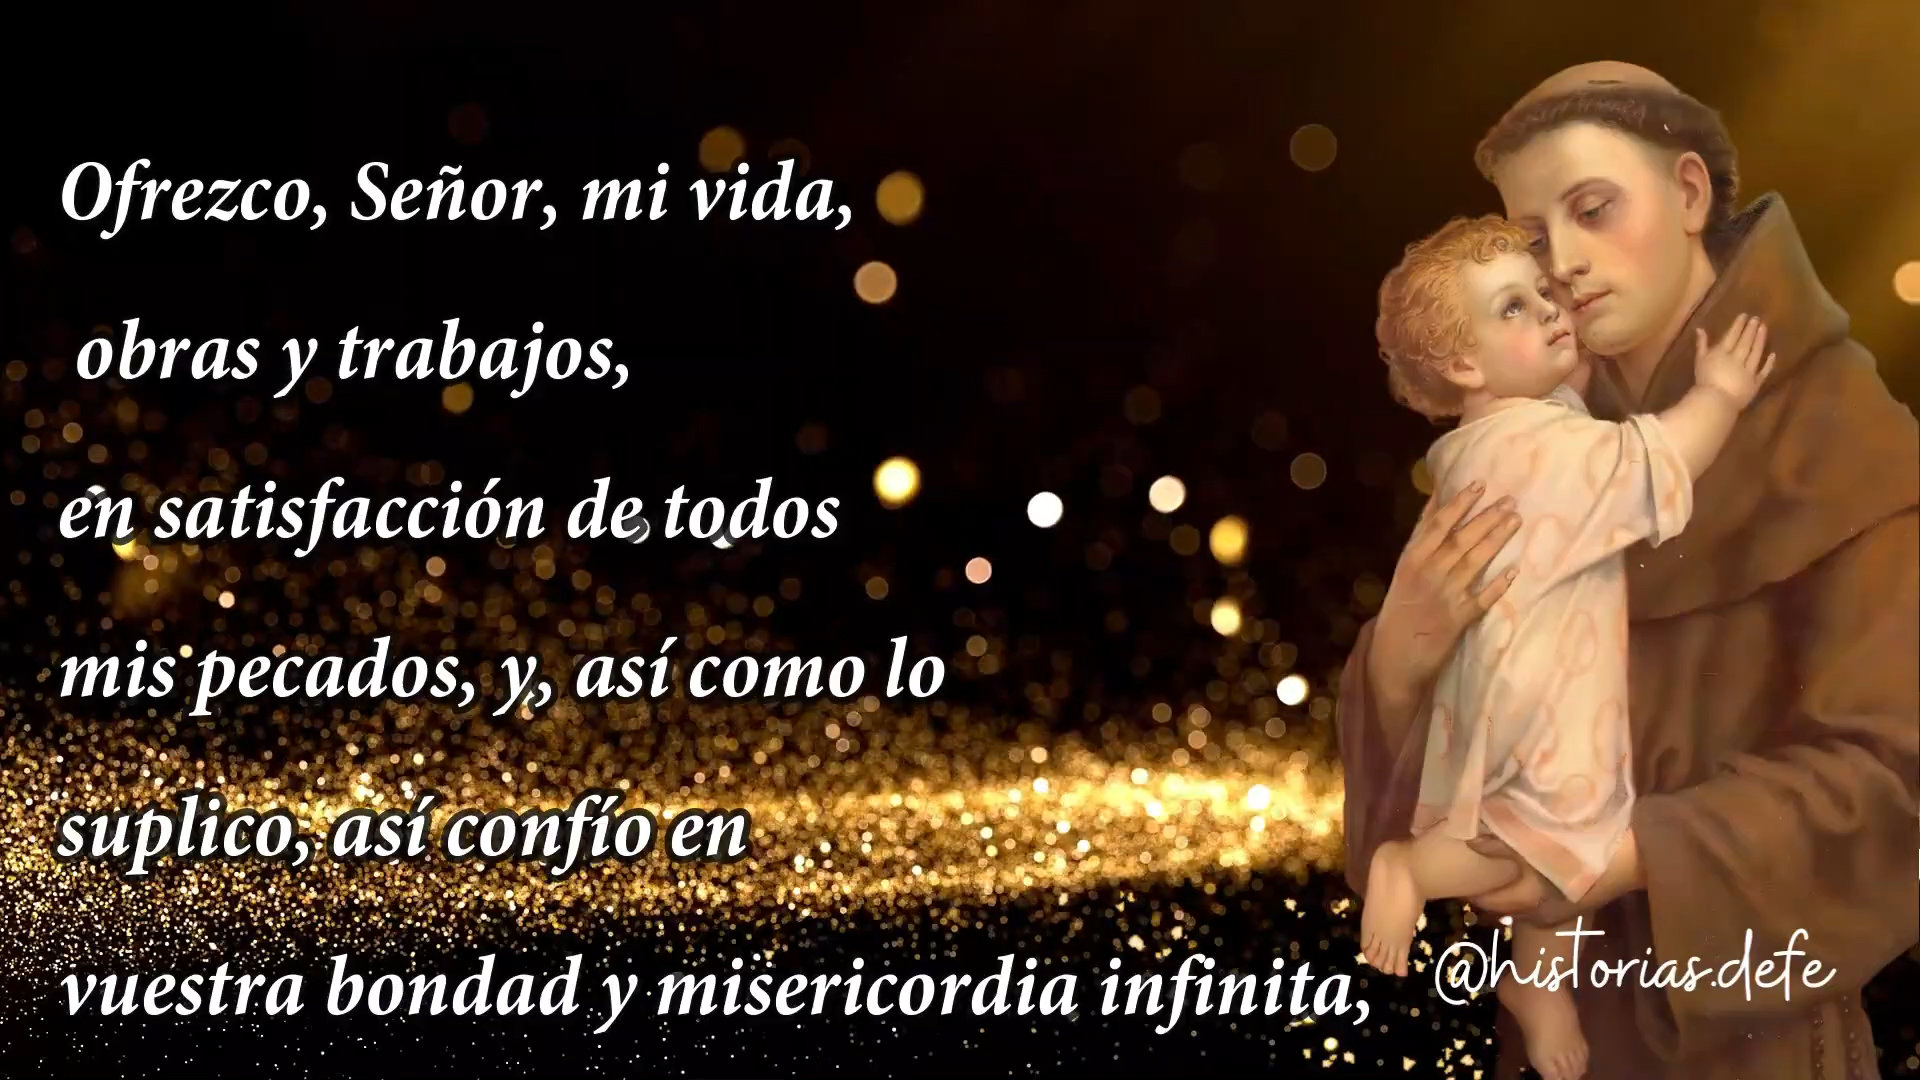 Ofrezco, Señor, mi vida,
obras y trabajos,
en satisfacción de todos
mis pecados, y, así como lo
suplico, así confío en
vuestra bondad y misericordia infinita,
@historias.defe